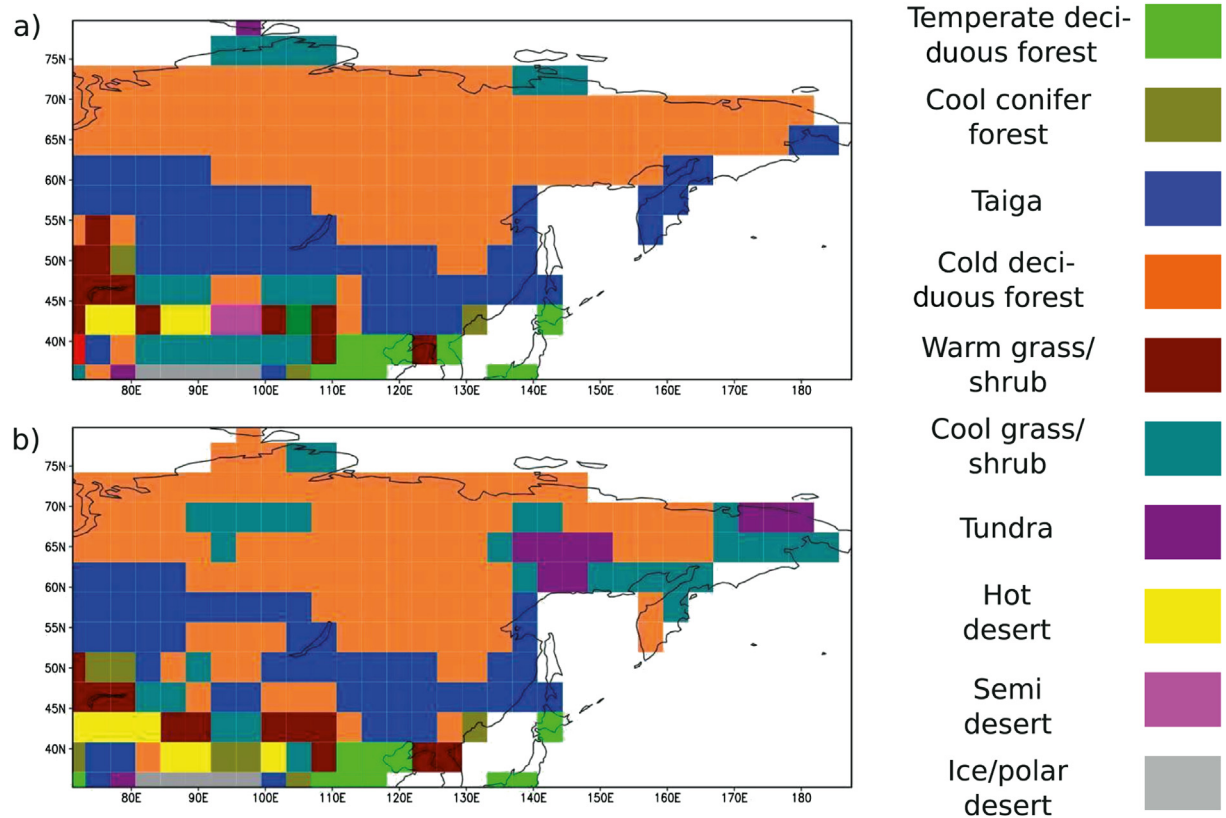 a)
75N
70N
65N
60N
55N
50N
45N
40N
80E 90E 100E 110E 120E 130E 140E 150E 160E 170E 180
b)
75N
70N
65N
60N
55N
50N
45N
40N
80E 90E 100E 110E 120E 130E 140E 150E 160E 170E 180
Temperate deci-
duous forest
Cool conifer
forest
Taiga
Cold deci-
duous forest
Warm grass/
shrub
Cool grass/
shrub
Tundra
Hot
desert
Semi
desert
Ice/polar
desert